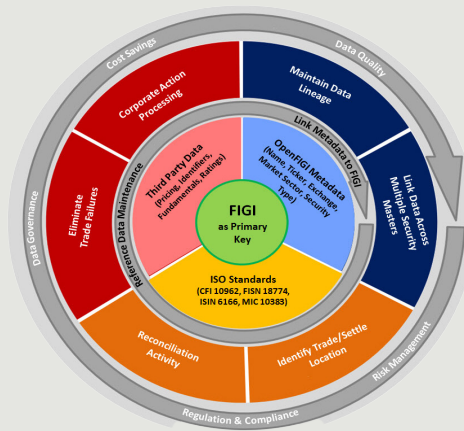 Cost Savings
Data Quality
Corporate Action
Processing
Maintain Data
Lineage
Eliminate
Trade Failures
Link Data Across
Multiple Security
Masters
Data Governance
Reference Data Maintenance
Link Metadata to FIGI
Third Party Data
(Pricing, Identifiers,
Fundamentals, Ratings)
OpenFIGI Metadata
(Name, Ticker, Exchange,
Market Sector, Security
Type)
FIGI
as Primary
Key
ISO Standards
(CFI 10962, FISN 18774,
ISIN 6166, MIC 10383)
Reconciliation
Activity
Identify Trade/Settle
Location
Risk Management
Regulation & Compliance